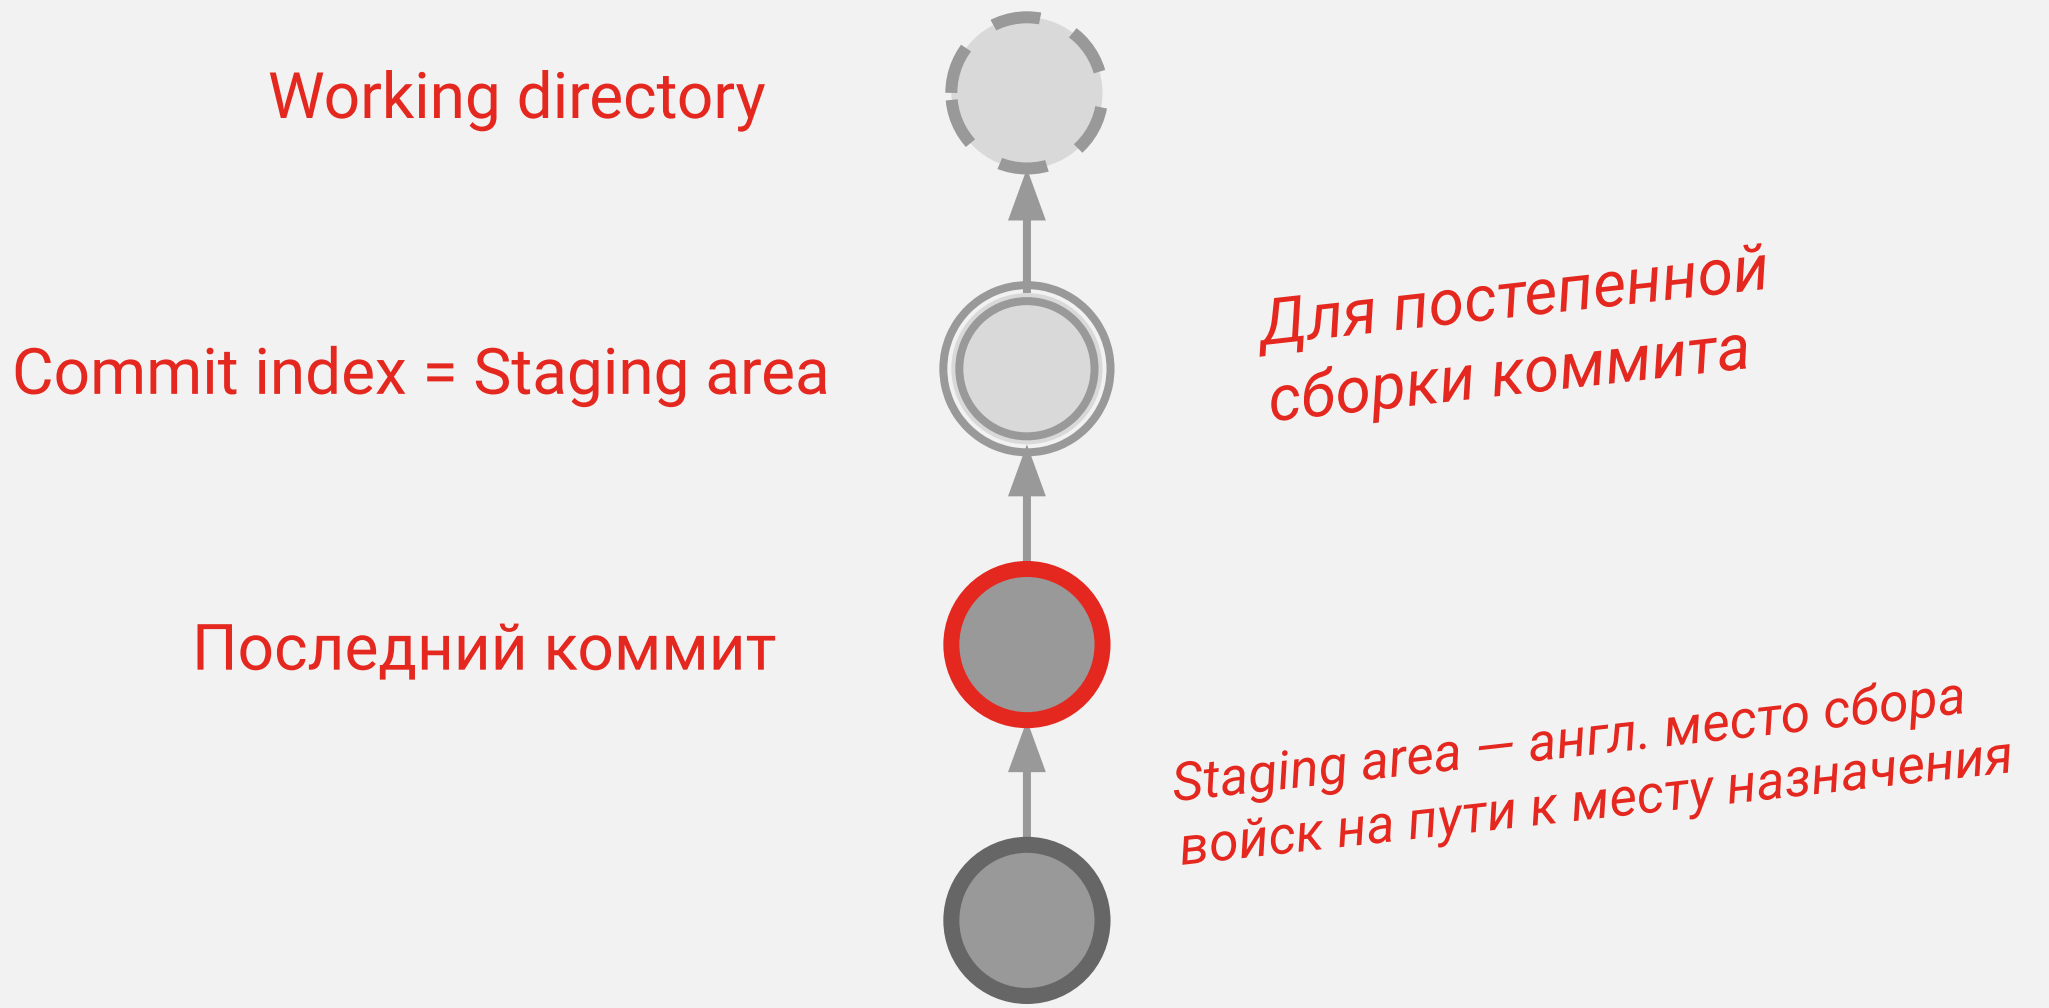 Working directory
Commit index = Staging area
Для постепенной
сборки коммита
Последний коммит
Staging area — англ. место сбора
войск на пути к месту назначения